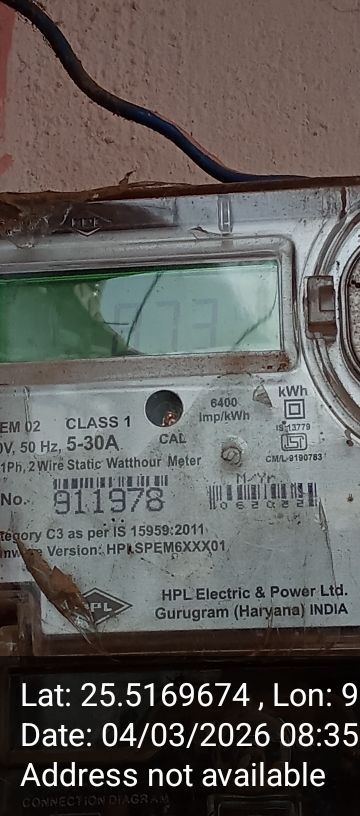 HPL
kWh
6400
imp/kWh
IS 13779
CM/L-9190783
EM 02 CLASS 1
0V, 50 Hz, 5-30A
CAL
1Ph, 2 Wire Static Watthour Meter
M/Yr
No. 911978
Category C3 as per IS 15959:2011
Version: HPLSPEM6XXX01
HPL
HPL Electric & Power Ltd.
Gurugram (Haryana) INDIA
Lat: 25.5169674 , Lon: 9
Date: 04/03/2026 08:35
Address not available
CONNECTION DIAGRAM